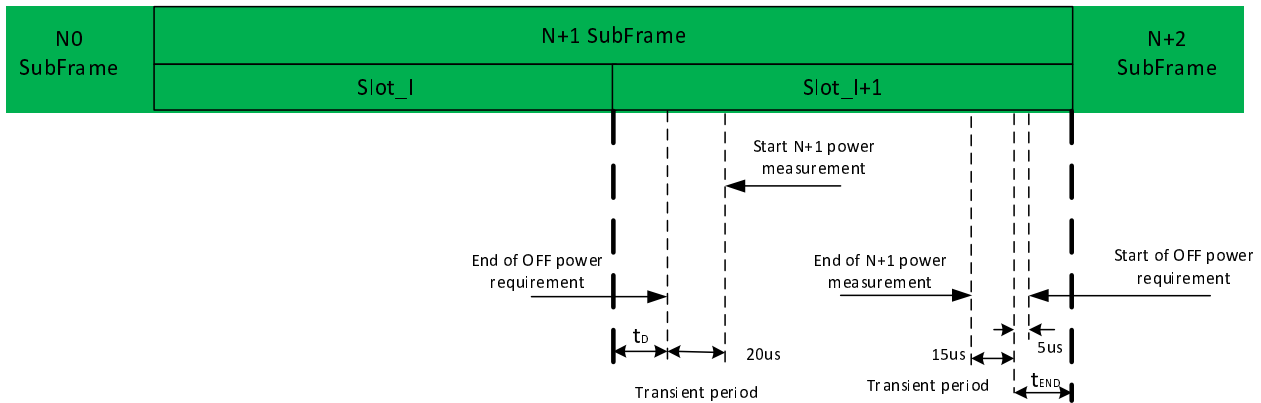 N0
SubFrame
N+1 SubFrame
N+2
SubFrame
Slot_I
Slot_I+1
Start N+1 power
measurement
End of OFF power
requirement
End of N+1 power
measurement
Start of OFF power
requirement
tD
20us
15us
5us
Transient period
Transient period
tEND